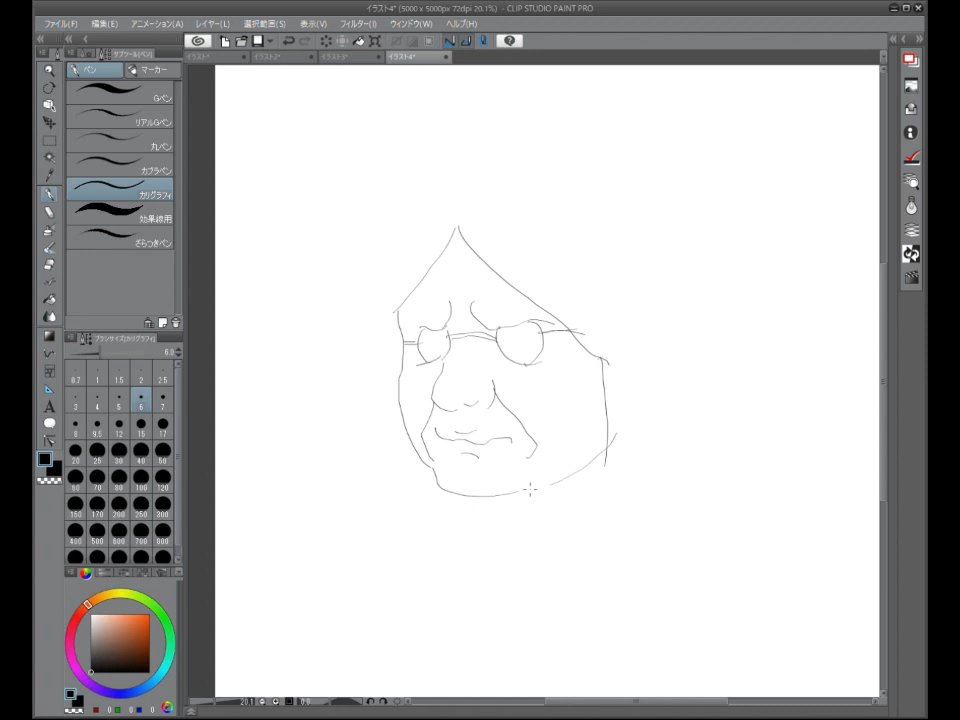 イラスト4* (5000 x 5000px 72dpi 20.1%) - CLIP STUDIO PAINT PRO
ファイル(F) 編集(E) アニメーション(A) レイヤー(L) 選択範囲(S) 表示(V) フィルター(I) ウィンドウ(W) ヘルプ(H)
サブツール(ペン)
イラスト* イラスト2* イラスト3* イラスト4*
ペン マーカー
Gペン
リアルGペン
丸ペン
カブラペン
カリグラフィ
効果線用
ざらつきペン
ブラシサイズ(カリグラフィ)
6.0
0.7 1 1.5 2 2.5
3 4 5 6 7
8 9.5 12 15 17
20 25 30 40 50
60 70 80 100 120
150 170 200 250 300
400 500 600 700 800
A
0 0 0
20.1 0.0